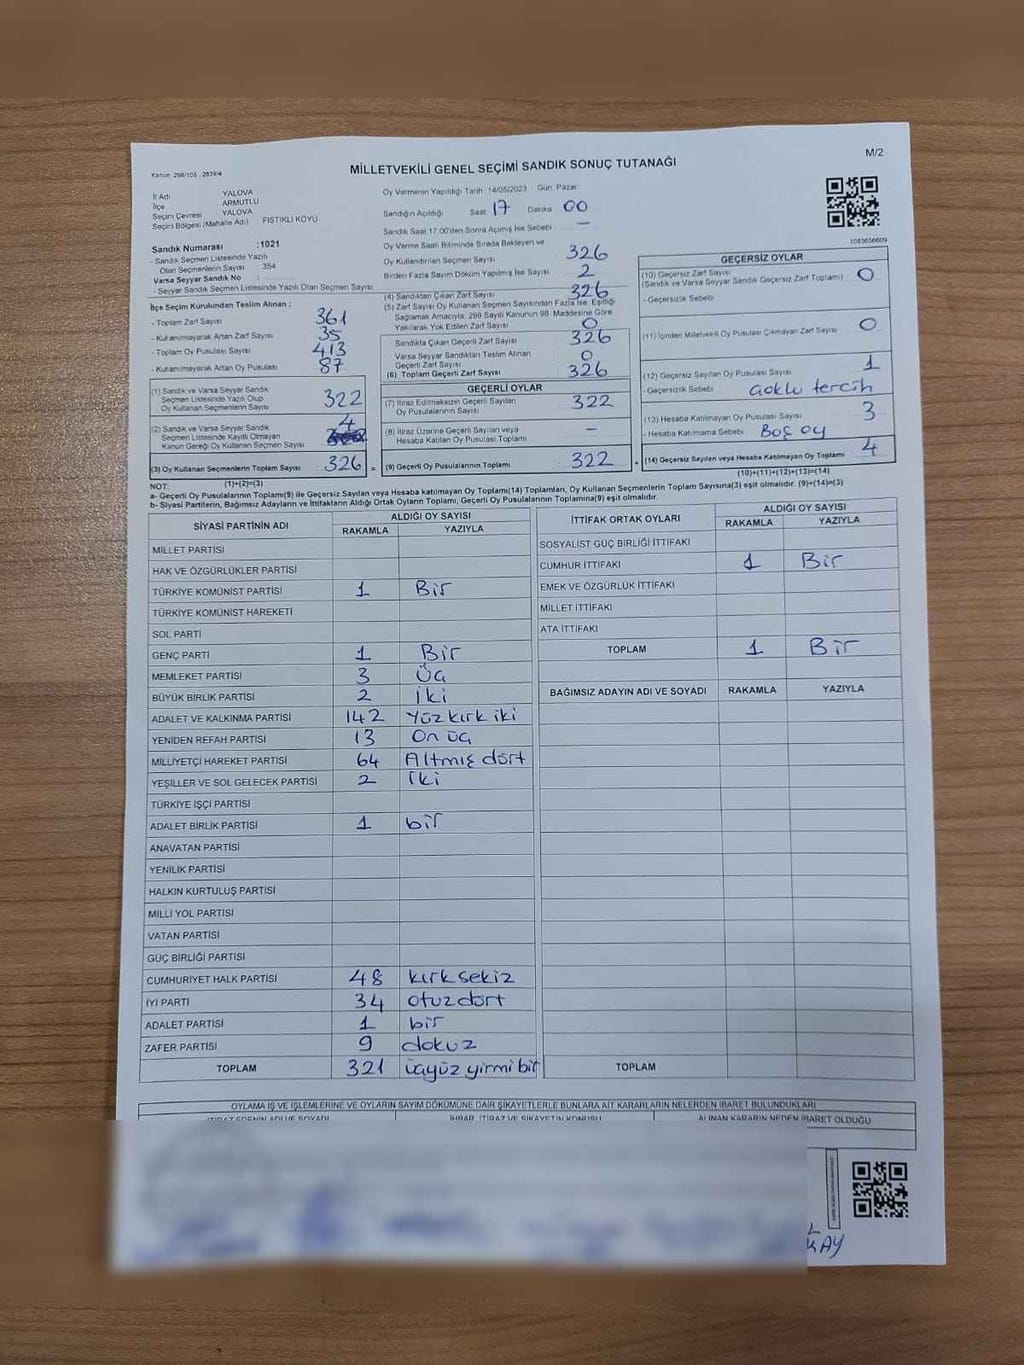 M/2
Kanun: 298/105 , 2839/4
MİLLETVEKİLİ GENEL SEÇİMİ SANDIK SONUÇ TUTANAĞI
İl Adı YALOVA
İlçe ARMUTLU
Seçim Çevresi YALOVA
Seçim Bölgesi (Mahalle Adı) FISTIKLI KÖYÜ
Sandık Numarası :1021
- Sandık Seçmen Listesinde Yazılı
Olan Seçmenlerin Sayısı 354
Varsa Seyyar Sandık No :
- Seyyar Sandık Seçmen Listesinde Yazılı Olan Seçmen Sayısı
İlçe Seçim Kurulundan Teslim Alınan ;
- Toplam Zarf Sayısı 361
- Kullanılmayarak Artan Zarf Sayısı 35
- Toplam Oy Pusulası Sayısı 413
- Kullanılmayarak Artan Oy Pusulası 87
(1) Sandık ve Varsa Seyyar Sandık
Seçmen Listesinde Yazılı Olup
Oy Kullanan Seçmenlerin Sayısı 322
(2) Sandık ve Varsa Seyyar Sandık
Seçmen Listesinde Kayıtlı Olmayan
Kanun Gereği Oy Kullanan Seçmen Sayısı 4
(3) Oy Kullanan Seçmenlerin Toplam Sayısı 326 =
(1)+(2)=(3)
Oy Vermenin Yapıldığı Tarih :14/05/2023 Gün: Pazar
Sandığın Açıldığı Saat: 17 Dakika 00
Sandık Saat 17.00'den Sonra Açılmış İse Sebebi —
Oy Verme Saati Bitiminde Sırada Bekleyen ve
Oy Kullandırılan Seçmen Sayısı 326
Birden Fazla Sayım Döküm Yapılmış İse Sayısı 2
(4) Sandıktan Çıkan Zarf Sayısı 326
(5) Zarf Sayısı Oy Kullanan Seçmen Sayısından Fazla İse, Eşitliği
Sağlamak Amacıyla; 298 Sayılı Kanunun 98. Maddesine Göre
Yakılarak Yok Edilen Zarf Sayısı 0
Sandıkta Çıkan Geçerli Zarf Sayısı 326
Varsa Seyyar Sandıktan Teslim Alınan
Geçerli Zarf Sayısı 0
(6) Toplam Geçerli Zarf Sayısı 326
GEÇERLİ OYLAR
(7) İtiraz Edilmeksizin Geçerli Sayılan
Oy Pusulalarının Sayısı 322
(8) İtiraz Üzerine Geçerli Sayılan veya
Hesaba Katılan Oy Pusulası Toplamı —
(9) Geçerli Oy Pusulalarının Toplamı 322 +
1085656609
GEÇERSİZ OYLAR
(10) Geçersiz Zarf Sayısı
(Sandık ve Varsa Seyyar Sandık Geçersiz Zarf Toplamı) 0
- Geçersizlik Sebebi
(11) İçinden Milletvekili Oy Pusulası Çıkmayan Zarf Sayısı 0
(12) Geçersiz Sayılan Oy Pusulası Sayısı 1
- Geçersizlik Sebebi Çoklu tercih
(13) Hesaba Katılmayan Oy Pusulası Sayısı 3
- Hesaba Katılmama Sebebi Boş oy
(14) Geçersiz Sayılan veya Hesaba Katılmayan Oy Toplamı 4
(10)+(11)+(12)+(13)=(14)
NOT:
a- Geçerli Oy Pusulalarının Toplamı(9) ile Geçersiz Sayılan veya Hesaba katılmayan Oy Toplamı(14) Toplamları, Oy Kullanan Seçmenlerin Toplam Sayısına(3) eşit olmalıdır. (9)+(14)=(3)
b- Siyasi Partilerin, Bağımsız Adayların ve İttifakların Aldığı Ortak Oyların Toplamı, Geçerli Oy Pusulalarının Toplamına(9) eşit olmalıdır.
SİYASİ PARTİNİN ADI ALDIĞI OY SAYISI
RAKAMLA YAZIYLA
MİLLET PARTİSİ
HAK VE ÖZGÜRLÜKLER PARTİSİ
TÜRKİYE KOMÜNİST PARTİSİ 1 Bir
TÜRKİYE KOMÜNİST HAREKETİ
SOL PARTİ
GENÇ PARTİ 1 Bir
MEMLEKET PARTİSİ 3 Üç
BÜYÜK BİRLİK PARTİSİ 2 İki
ADALET VE KALKINMA PARTİSİ 142 Yüz kırk iki
YENİDEN REFAH PARTİSİ 13 On üç
MİLLİYETÇİ HAREKET PARTİSİ 64 Altmış dört
YEŞİLLER VE SOL GELECEK PARTİSİ 2 İki
TÜRKİYE İŞÇİ PARTİSİ
ADALET BİRLİK PARTİSİ 1 bir
ANAVATAN PARTİSİ
YENİLİK PARTİSİ
HALKIN KURTULUŞ PARTİSİ
MİLLİ YOL PARTİSİ
VATAN PARTİSİ
GÜÇ BİRLİĞİ PARTİSİ
CUMHURİYET HALK PARTİSİ 48 kırk sekiz
İYİ PARTİ 34 otuz dört
ADALET PARTİSİ 1 bir
ZAFER PARTİSİ 9 dokuz
TOPLAM 321 üçyüz yirmi bir
İTTİFAK ORTAK OYLARI ALDIĞI OY SAYISI
RAKAMLA YAZIYLA
SOSYALİST GÜÇ BİRLİĞİ İTTİFAKI
CUMHUR İTTİFAKI 1 Bir
EMEK VE ÖZGÜRLÜK İTTİFAKI
MİLLET İTTİFAKI
ATA İTTİFAKI
TOPLAM 1 Bir
BAĞIMSIZ ADAYIN ADI VE SOYADI RAKAMLA YAZIYLA
TOPLAM
OYLAMA İŞ VE İŞLEMLERİNE VE OYLARIN SAYIM DÖKÜMÜNE DAİR ŞİKAYETLERLE BUNLARA AİT KARARLARIN NELERDEN İBARET BULUNDUKLARI
İTİRAZ EDENİN ADI VE SOYADI İHBAR, İTİRAZ VE ŞİKAYETİN KONUSU ALINAN KARARIN NEDEN İBARET OLDUĞU
KAY